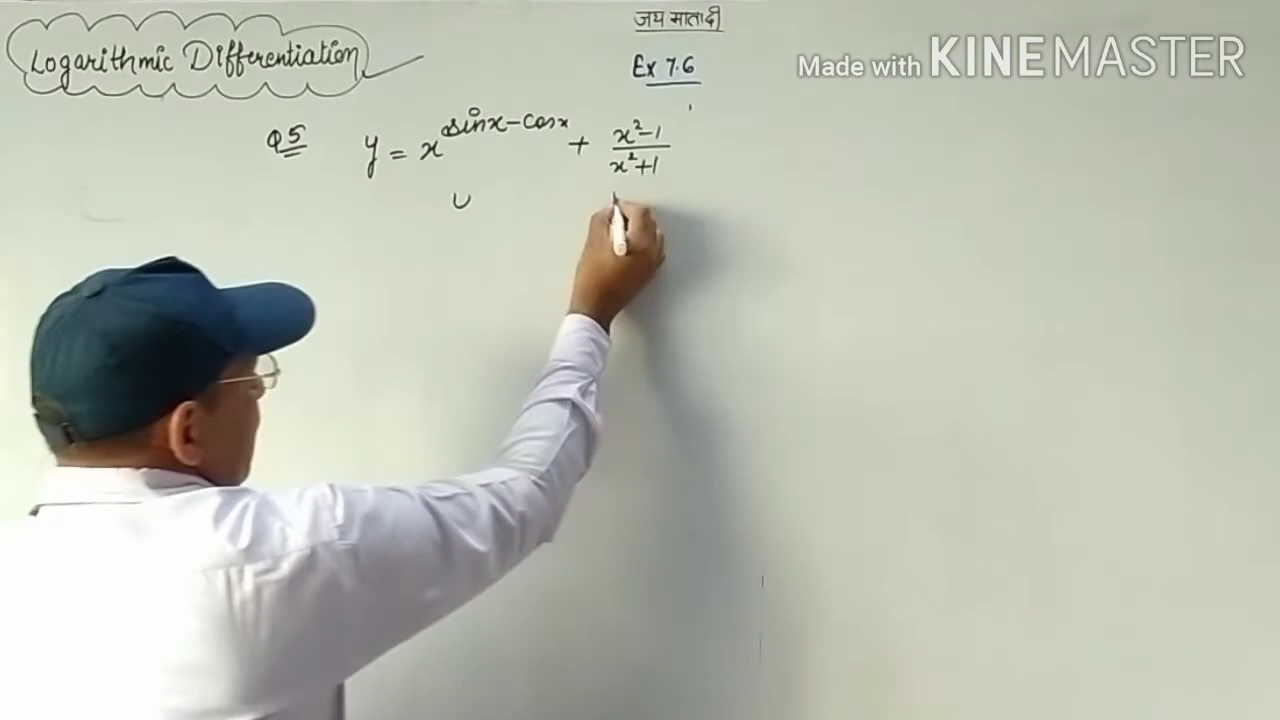 जय माता दी
Logarithmic Differentiation
Ex 7.6
Made with KINEMASTER
Q5 y = x^(sinx-cosx) + (x²-1)/(x²+1)
U